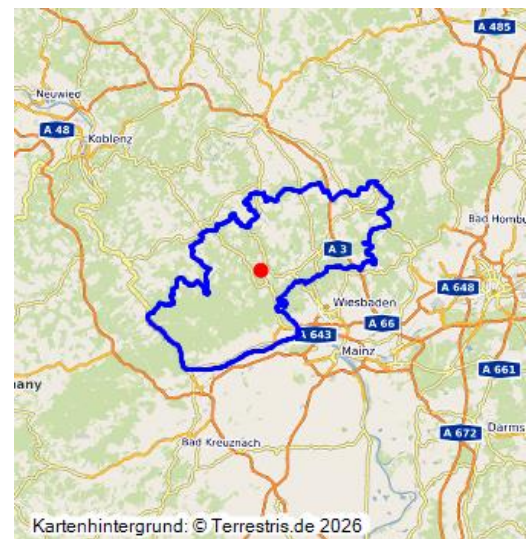 A 485
Neuwied
A 48
Koblenz
Bad Hombu
A 3
A 648
Wiesbaden
A 643
A 66
Mainz
A 661
many
Darms
A 672
Bad Kreuznach
Kartenhintergrund: © Terrestris.de 2026